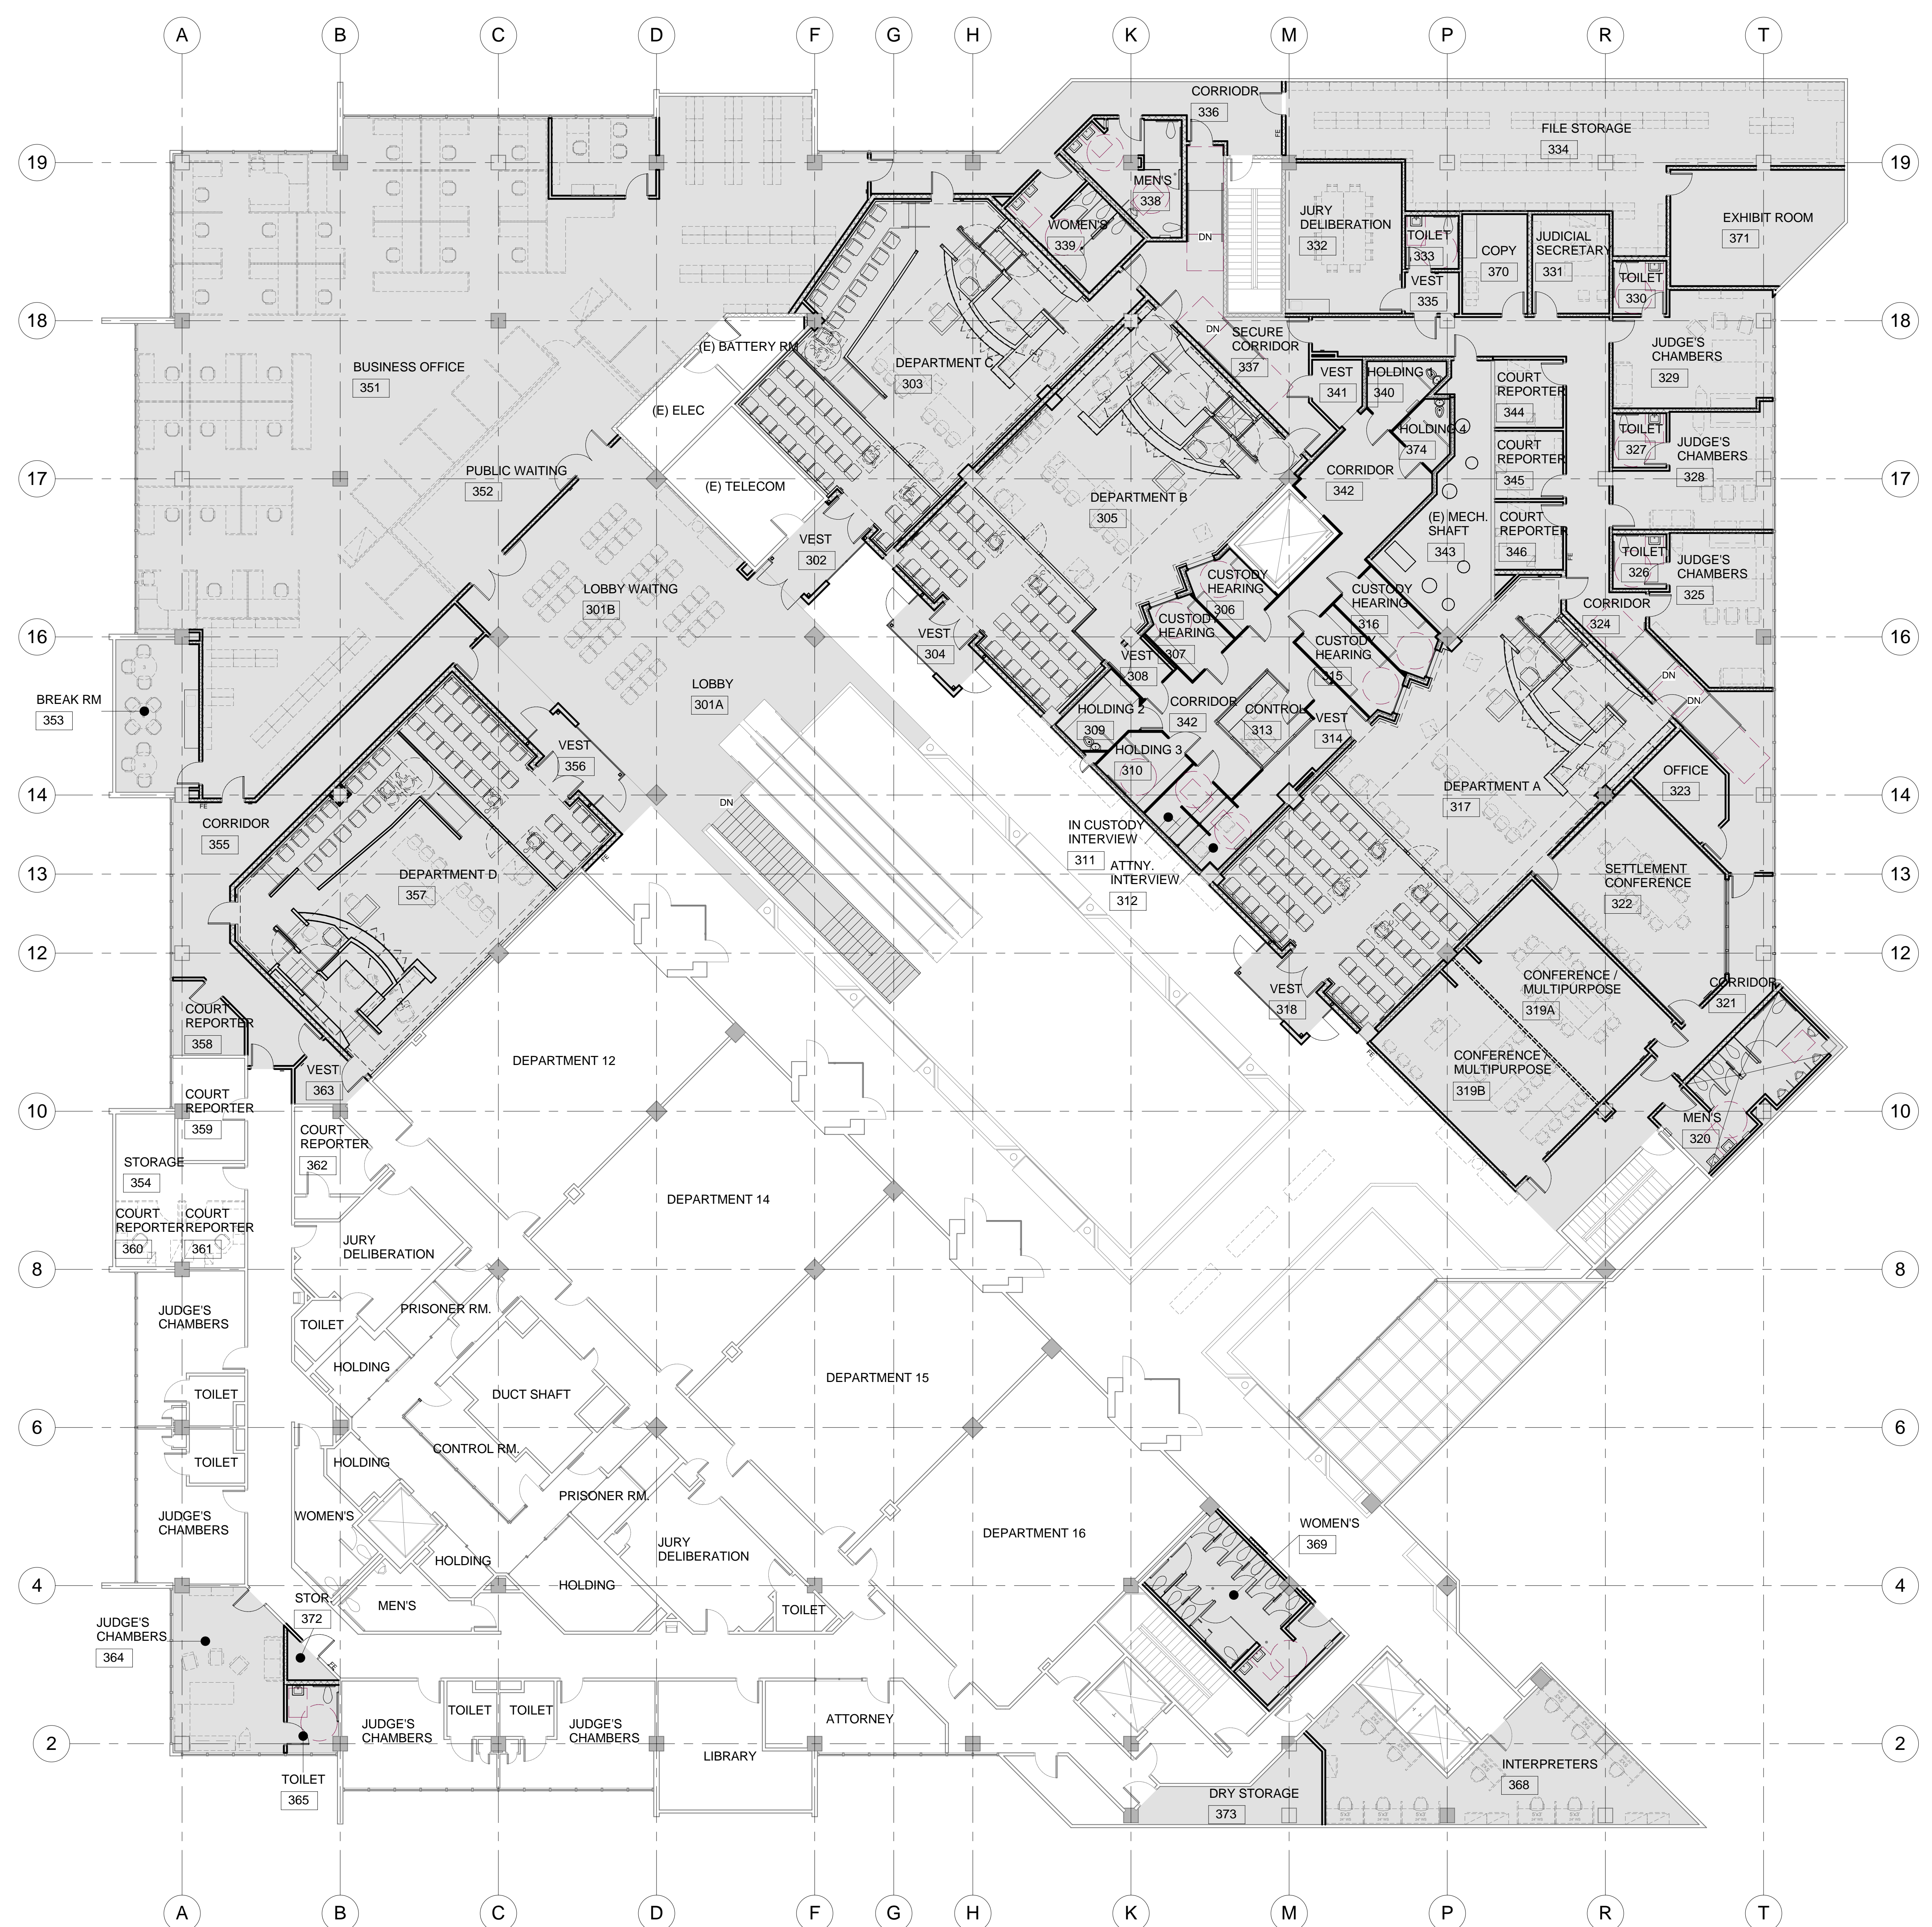 A B C D F G H K M P R T
CORRIODR
336
FILE STORAGE
334
19
19
MEN'S
338
JURY
DELIBERATION
332
WOMEN'S
339
EXHIBIT ROOM
371
TOILET
333
COPY
370
JUDICIAL
SECRETARY
331
DN
VEST
335
TOILET
330
18
18
DN
SECURE
CORRIDOR
337
(E) BATTERY RM
DEPARTMENT C
303
JUDGE'S
CHAMBERS
329
BUSINESS OFFICE
351
VEST
341
HOLDING 1
340
COURT
REPORTER
344
(E) ELEC
HOLDING 4
374
TOILET
327
COURT
REPORTER
345
JUDGE'S
CHAMBERS
328
PUBLIC WAITING
352
CORRIDOR
342
17
17
(E) TELECOM
DEPARTMENT B
305
(E) MECH.
SHAFT
343
COURT
REPORTER
346
FE
VEST
302
TOILET
326
JUDGE'S
CHAMBERS
325
LOBBY WAITNG
301B
CUSTODY
HEARING
306
CUSTODY
HEARING
316
CORRIDOR
324
CUSTODY
HEARING
307
16
16
VEST
304
CUSTODY
HEARING
315
VEST
308
DN
LOBBY
301A
BREAK RM
353
HOLDING 2
309
CORRIDOR
342
CONTROL
313
VEST
314
DN
VEST
356
HOLDING 3
310
OFFICE
323
DEPARTMENT A
317
14
14
FE
DN
CORRIDOR
355
IN CUSTODY
INTERVIEW
311
FE
ATTNY.
INTERVIEW
312
13
13
DEPARTMENT D
357
SETTLEMENT
CONFERENCE
322
12
12
VEST
318
CONFERENCE /
MULTIPURPOSE
319A
CORRIDOR
321
COURT
REPORTER
358
FE
DEPARTMENT 12
CONFERENCE /
MULTIPURPOSE
319B
VEST
363
COURT
REPORTER
359
10
10
MEN'S
320
COURT
REPORTER
362
STORAGE
354
DEPARTMENT 14
COURT
REPORTER
360
COURT
REPORTER
361
JURY
DELIBERATION
8
8
JUDGE'S
CHAMBERS
PRISONER RM.
TOILET
HOLDING
DEPARTMENT 15
TOILET
DUCT SHAFT
6
6
CONTROL RM.
TOILET
HOLDING
PRISONER RM.
JUDGE'S
CHAMBERS
WOMEN'S
DEPARTMENT 16
WOMEN'S
369
JURY
DELIBERATION
HOLDING
HOLDING
4
4
STOR.
372
MEN'S
TOILET
JUDGE'S
CHAMBERS
364
FE
TOILET
TOILET
ATTORNEY
JUDGE'S
CHAMBERS
JUDGE'S
CHAMBERS
2
2
LIBRARY
INTERPRETERS
368
TOILET
365
DRY STORAGE
373
A B C D F G H K M P R T